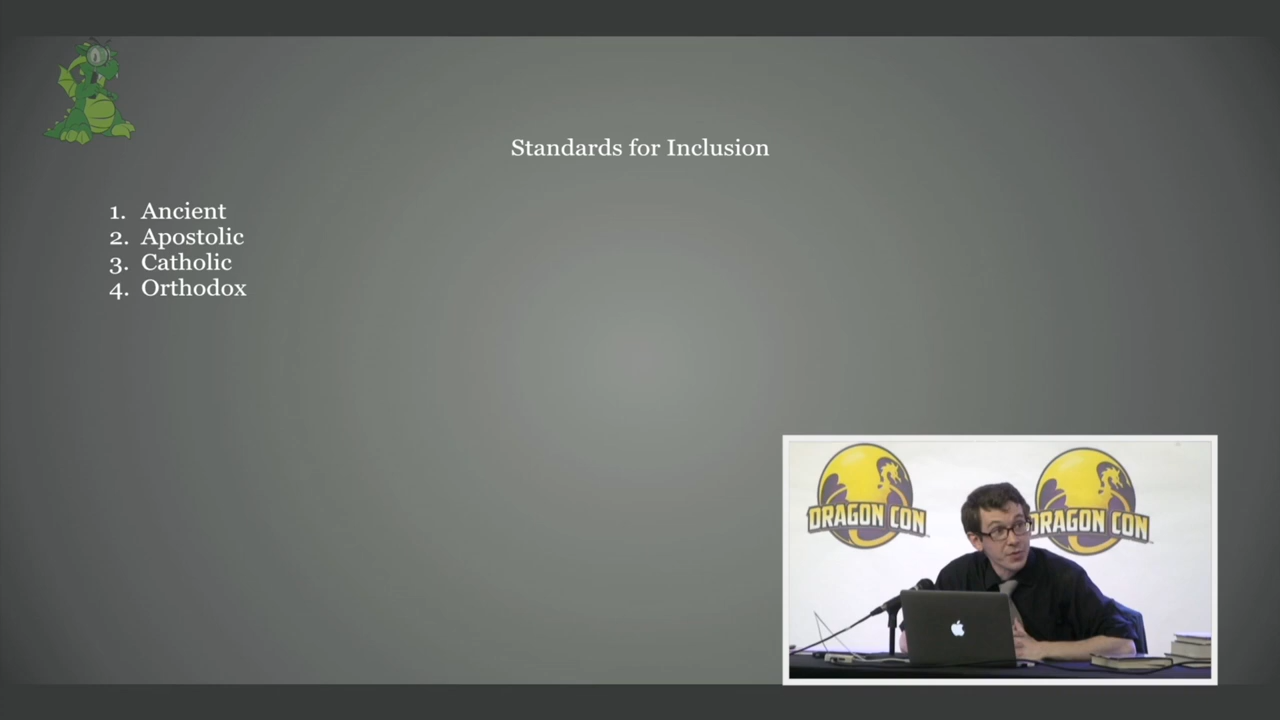 Standards for Inclusion
1. Ancient
2. Apostolic
3. Catholic
4. Orthodox
DRAGON CON
DRAGON CON